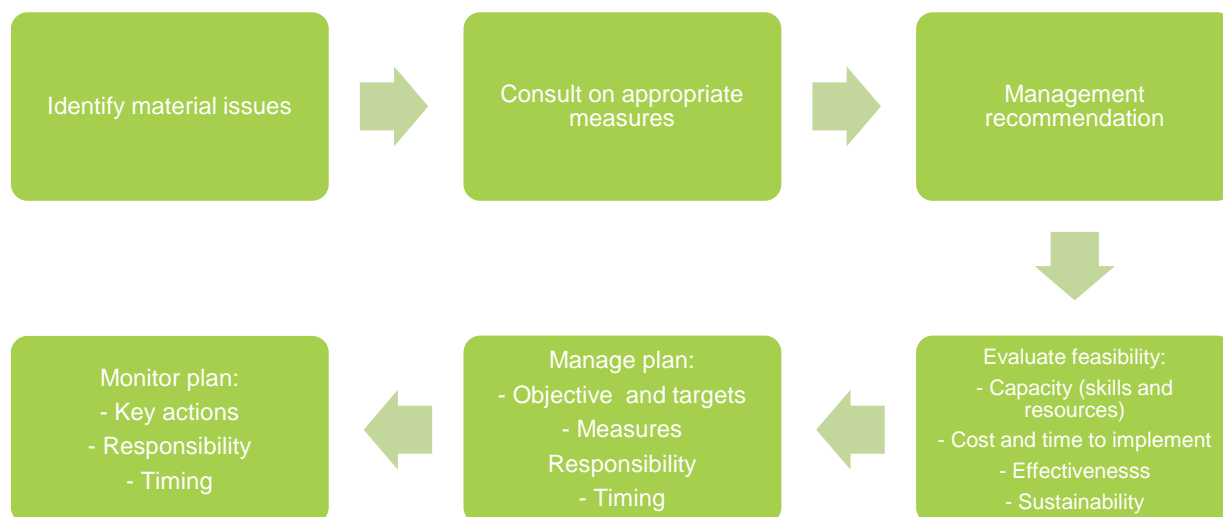 Identify material issues
Consult on appropriate
measures
Management
recommendation
Evaluate feasibility:
- Capacity (skills and
resources)
- Cost and time to implement
- Effectivenesss
- Sustainability
Manage plan:
- Objective and targets
- Measures
Responsibility
- Timing
Monitor plan:
- Key actions
- Responsibility
- Timing